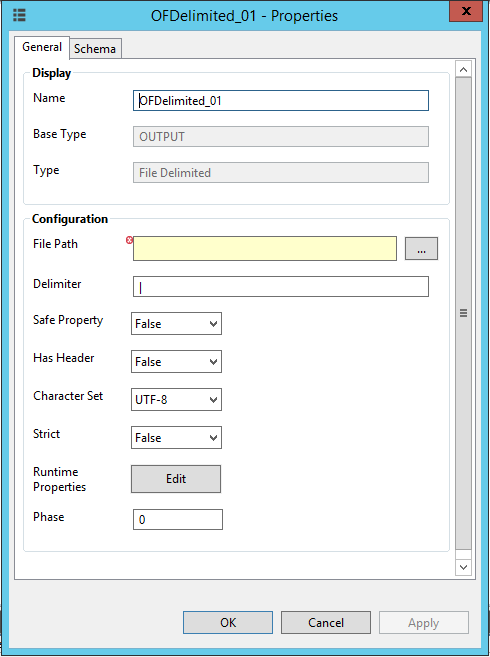 OFDelimited_01 - Properties
x
General Schema
Display
Name OFDelimited_01
Base Type OUTPUT
Type File Delimited
Configuration
File Path ...
Delimiter |
Safe Property False
Has Header False
Character Set UTF-8
Strict False
Runtime
Properties Edit
Phase 0
OK Cancel Apply